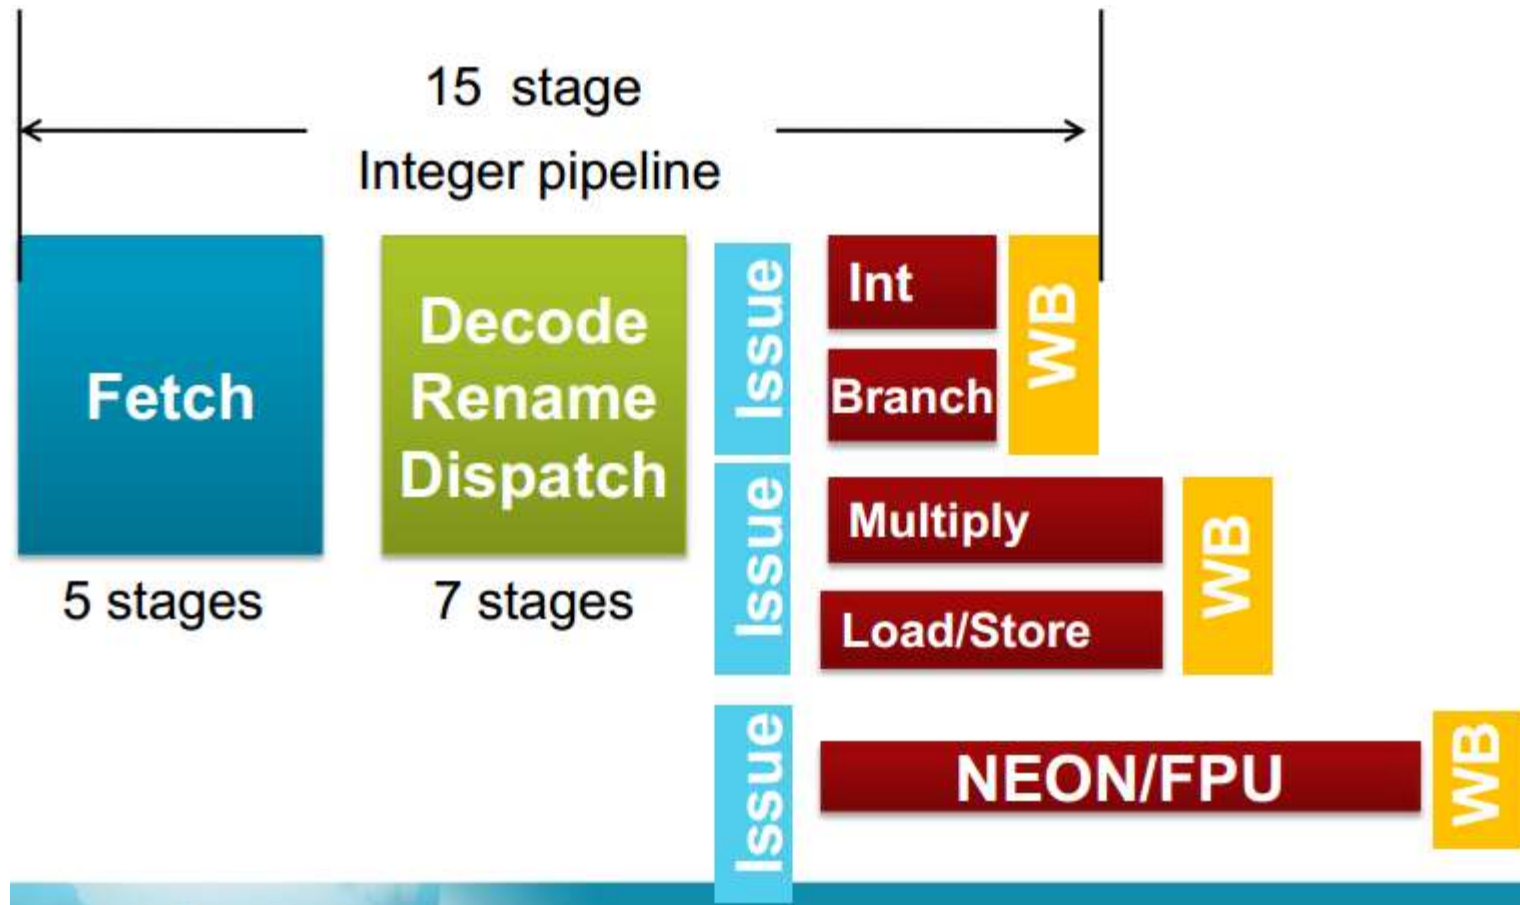 15 stage
Integer pipeline
Fetch
5 stages
Decode
Rename
Dispatch
7 stages
Issue
Int
Branch
WB
Issue
Multiply
Load/Store
WB
Issue
NEON/FPU
WB